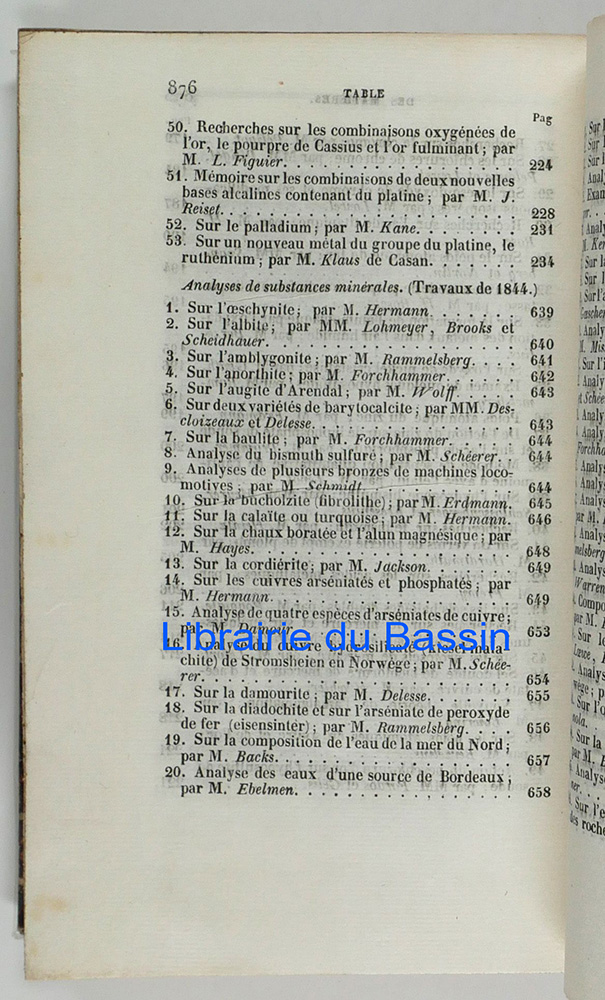 876
TABLE
Pag
50. Recherches sur les combinaisons oxygénées de
l'or, le pourpre de Cassius et l'or fulminant; par
M. L. Figuier. 224
51. Mémoire sur les combinaisons de deux nouvelles
bases alcalines contenant du platine; par M. J.
Reiset. 228
52. Sur le palladium; par M. Kane. 231
53. Sur un nouveau métal du groupe du platine, le
ruthénium; par M. Klaus de Casan. 234
Analyses de substances minérales. (Travaux de 1844.)
1. Sur l'œschynite; par M. Hermann. 639
2. Sur l'albite; par MM. Lohmeyer, Brooks et
Scheidhauer. 640
3. Sur l'amblygonite; par M. Rammelsberg. 641
4. Sur l'anorthite; par M. Forchhammer. 642
5. Sur l'augite d'Arendal; par M. Wolff. 643
6. Sur deux variétés de barytocalcite; par MM. Des-
cloizeaux et Delesse. 643
7. Sur la baulite; par M. Forchhammer. 644
8. Analyse du bismuth sulfuré; par M. Schéerer. 644
9. Analyses de plusieurs bronzes de machines loco-
motives; par M. Schmidt. 644
10. Sur la bucholzite (fibrolithe); par M. Erdmann. 645
11. Sur la calaïte ou turquoise; par M. Hermann. 646
12. Sur la chaux boratée et l'alun magnésique; par
M. Hayes. 648
13. Sur la cordiérite; par M. Jackson. 649
14. Sur les cuivres arséniatés et phosphatés; par
M. Hermann. 649
15. Analyse de quatre espèces d'arséniates de cuivre;
par M. Damour. 653
Librairie du Bassin
16. cuivre
chite) de Stromsheien en Norwége; par M. Schée-
rer. 654
17. Sur la damourite; par M. Delesse. 655
18. Sur la diadochite et sur l'arséniate de peroxyde
de fer (eisensinter); par M. Rammelsberg. 656
19. Sur la composition de l'eau de la mer du Nord;
par M. Backs. 657
20. Analyse des eaux d'une source de Bordeaux;
par M. Ebelmen. 658